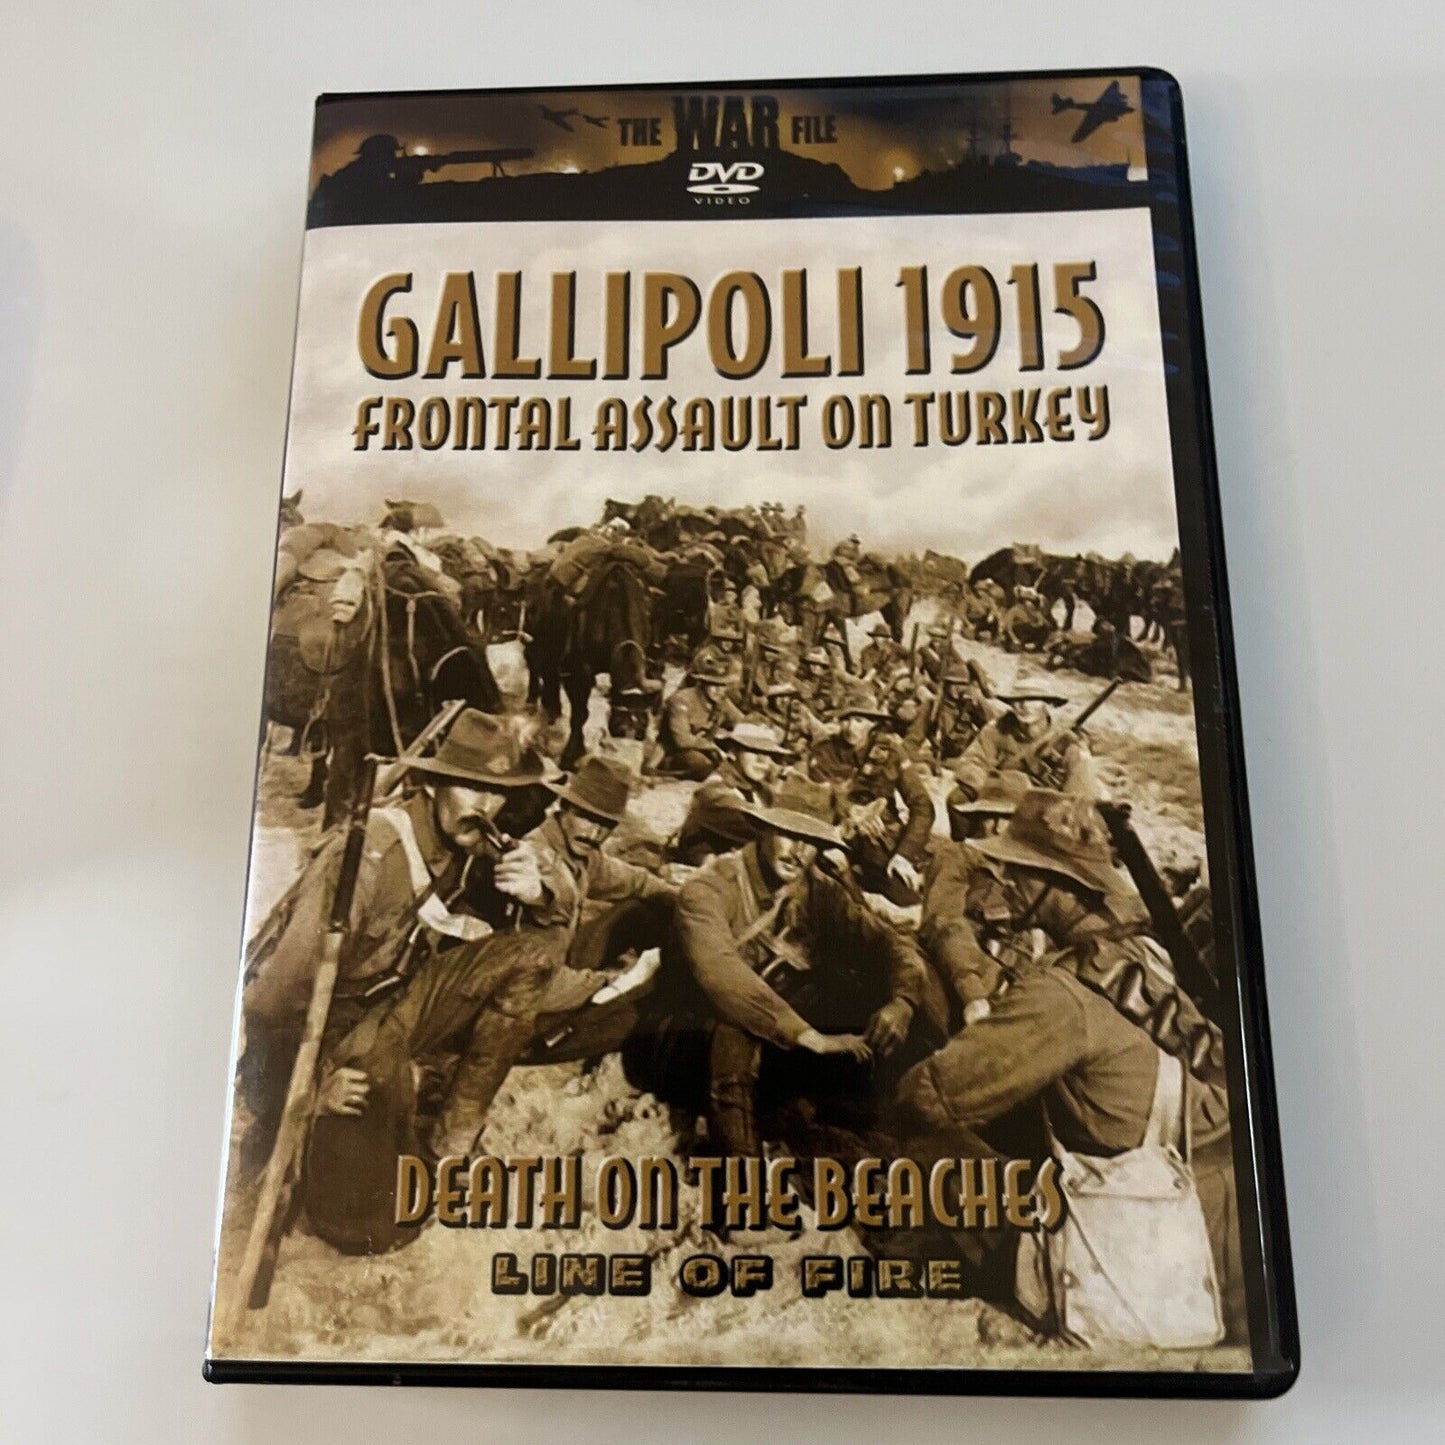 THE WAR FILE
DVD
VIDEO
GALLIPOLI 1915
FRONTAL ASSAULT ON TURKEY
DEATH ON THE BEACHES
LINE OF FIRE